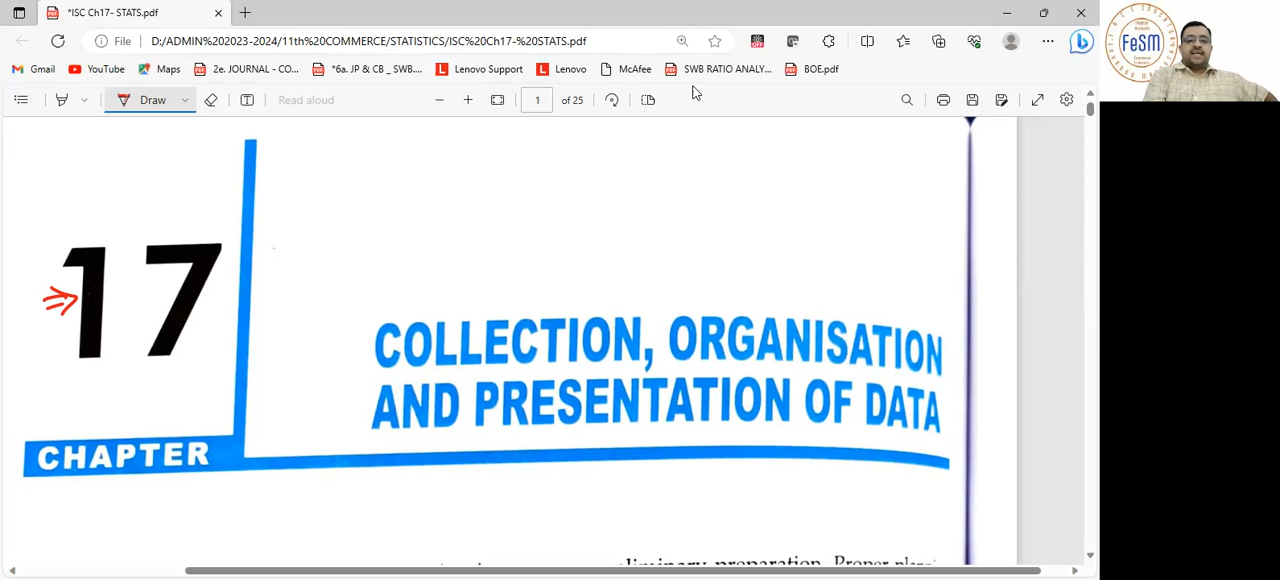 *ISC Ch17- STATS.pdf
File
D:/ADMIN%202023-2024/11th%20COMMERCE/STATISTICS/ISC%20Ch17-%20STATS.pdf
Gmail YouTube Maps 2e. JOURNAL - CO... *6a. JP & CB _ SWB... Lenovo Support Lenovo McAfee SWB RATIO ANALY... BOE.pdf
Draw Read aloud 1 of 25
FeSM
17
CHAPTER
COLLECTION, ORGANISATION
AND PRESENTATION OF DATA
preparation. Proper